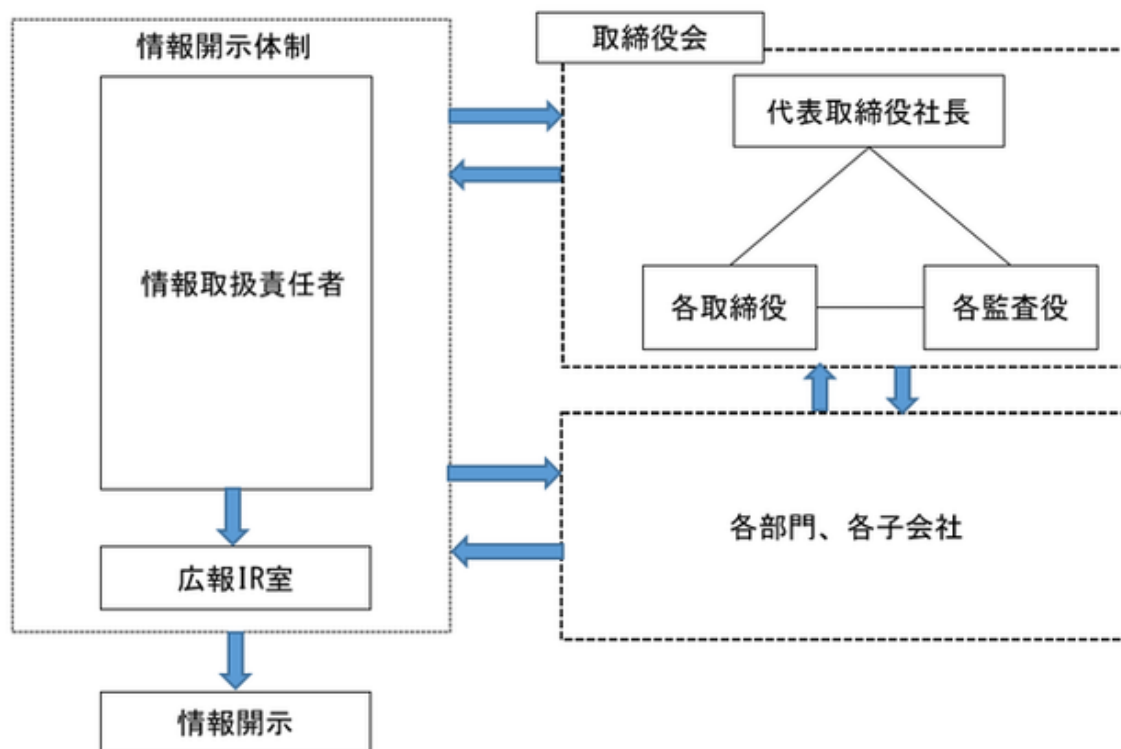 情報開示体制
情報取扱責任者
広報IR室
情報開示
取締役会
代表取締役社長
各取締役
各監査役
各部門、各子会社